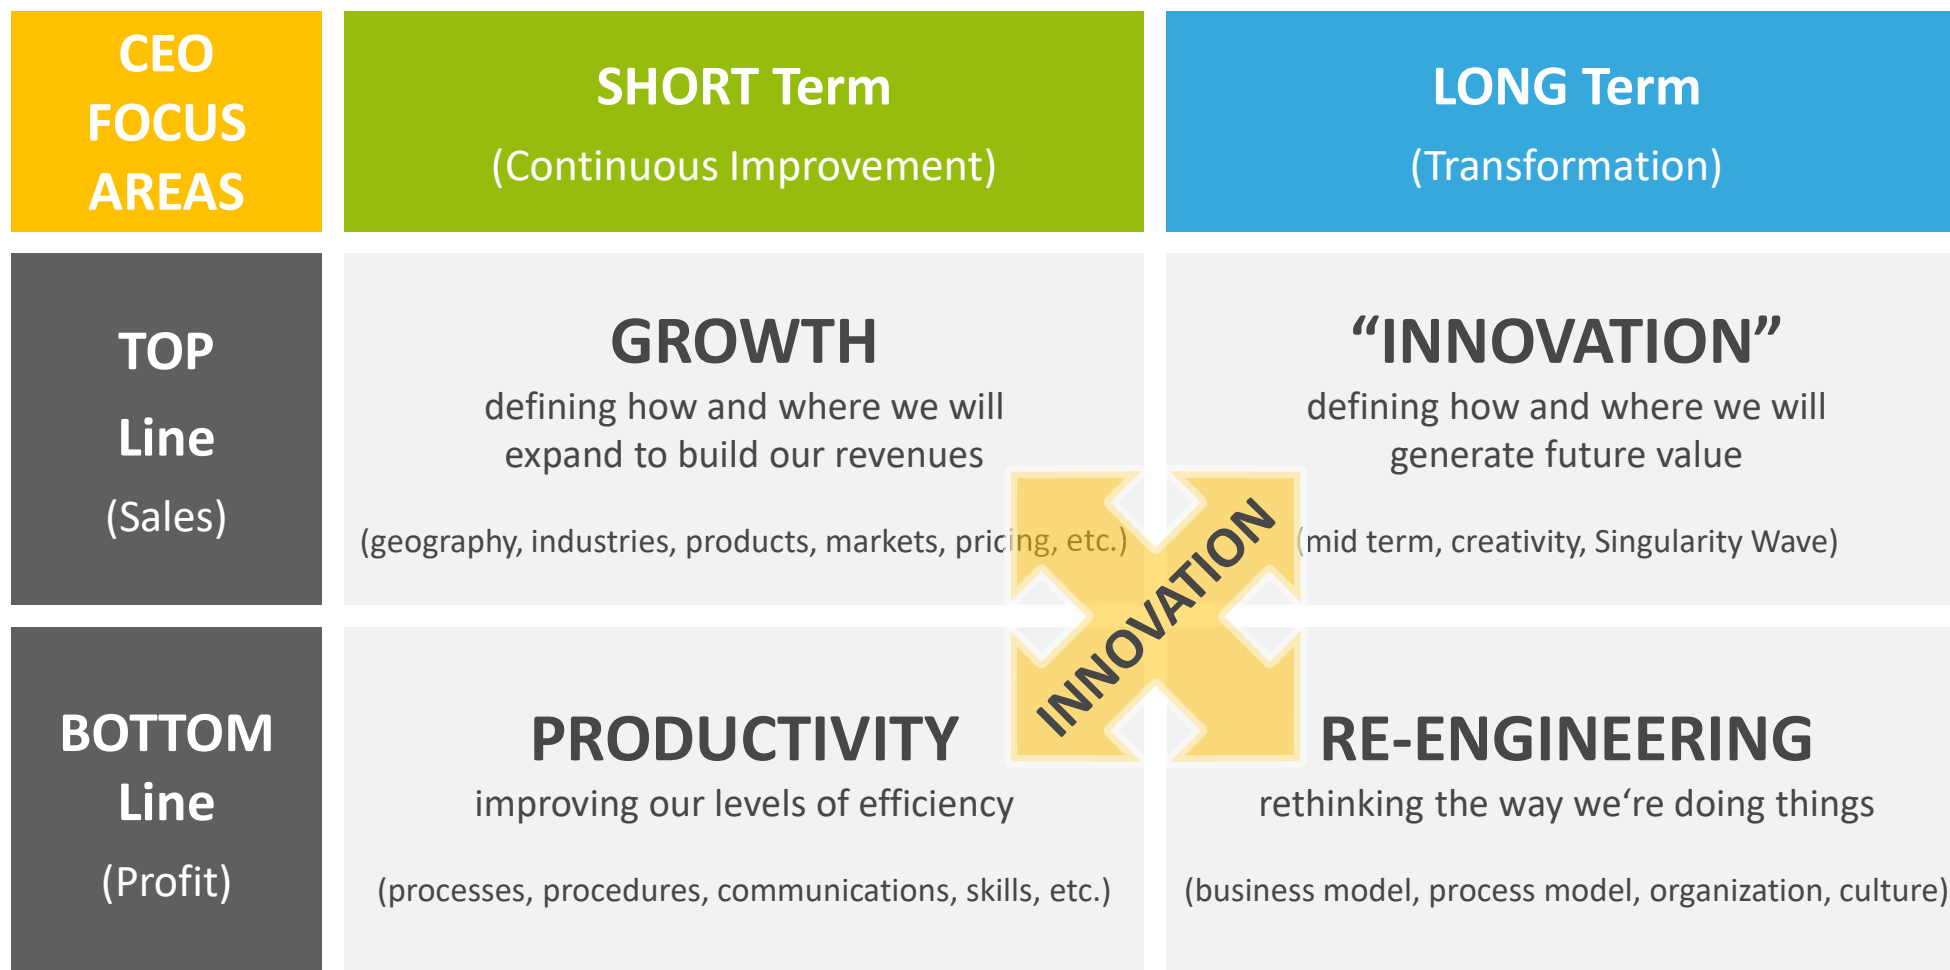 CEO
FOCUS
AREAS
SHORT Term
(Continuous Improvement)
LONG Term
(Transformation)
TOP
Line
(Sales)
GROWTH
defining how and where we will
expand to build our revenues
(geography, industries, products, markets, pricing, etc.)
“INNOVATION”
defining how and where we will
generate future value
(mid term, creativity, Singularity Wave)
INNOVATION
BOTTOM
Line
(Profit)
PRODUCTIVITY
improving our levels of efficiency
(processes, procedures, communications, skills, etc.)
RE-ENGINEERING
rethinking the way we‘re doing things
(business model, process model, organization, culture)